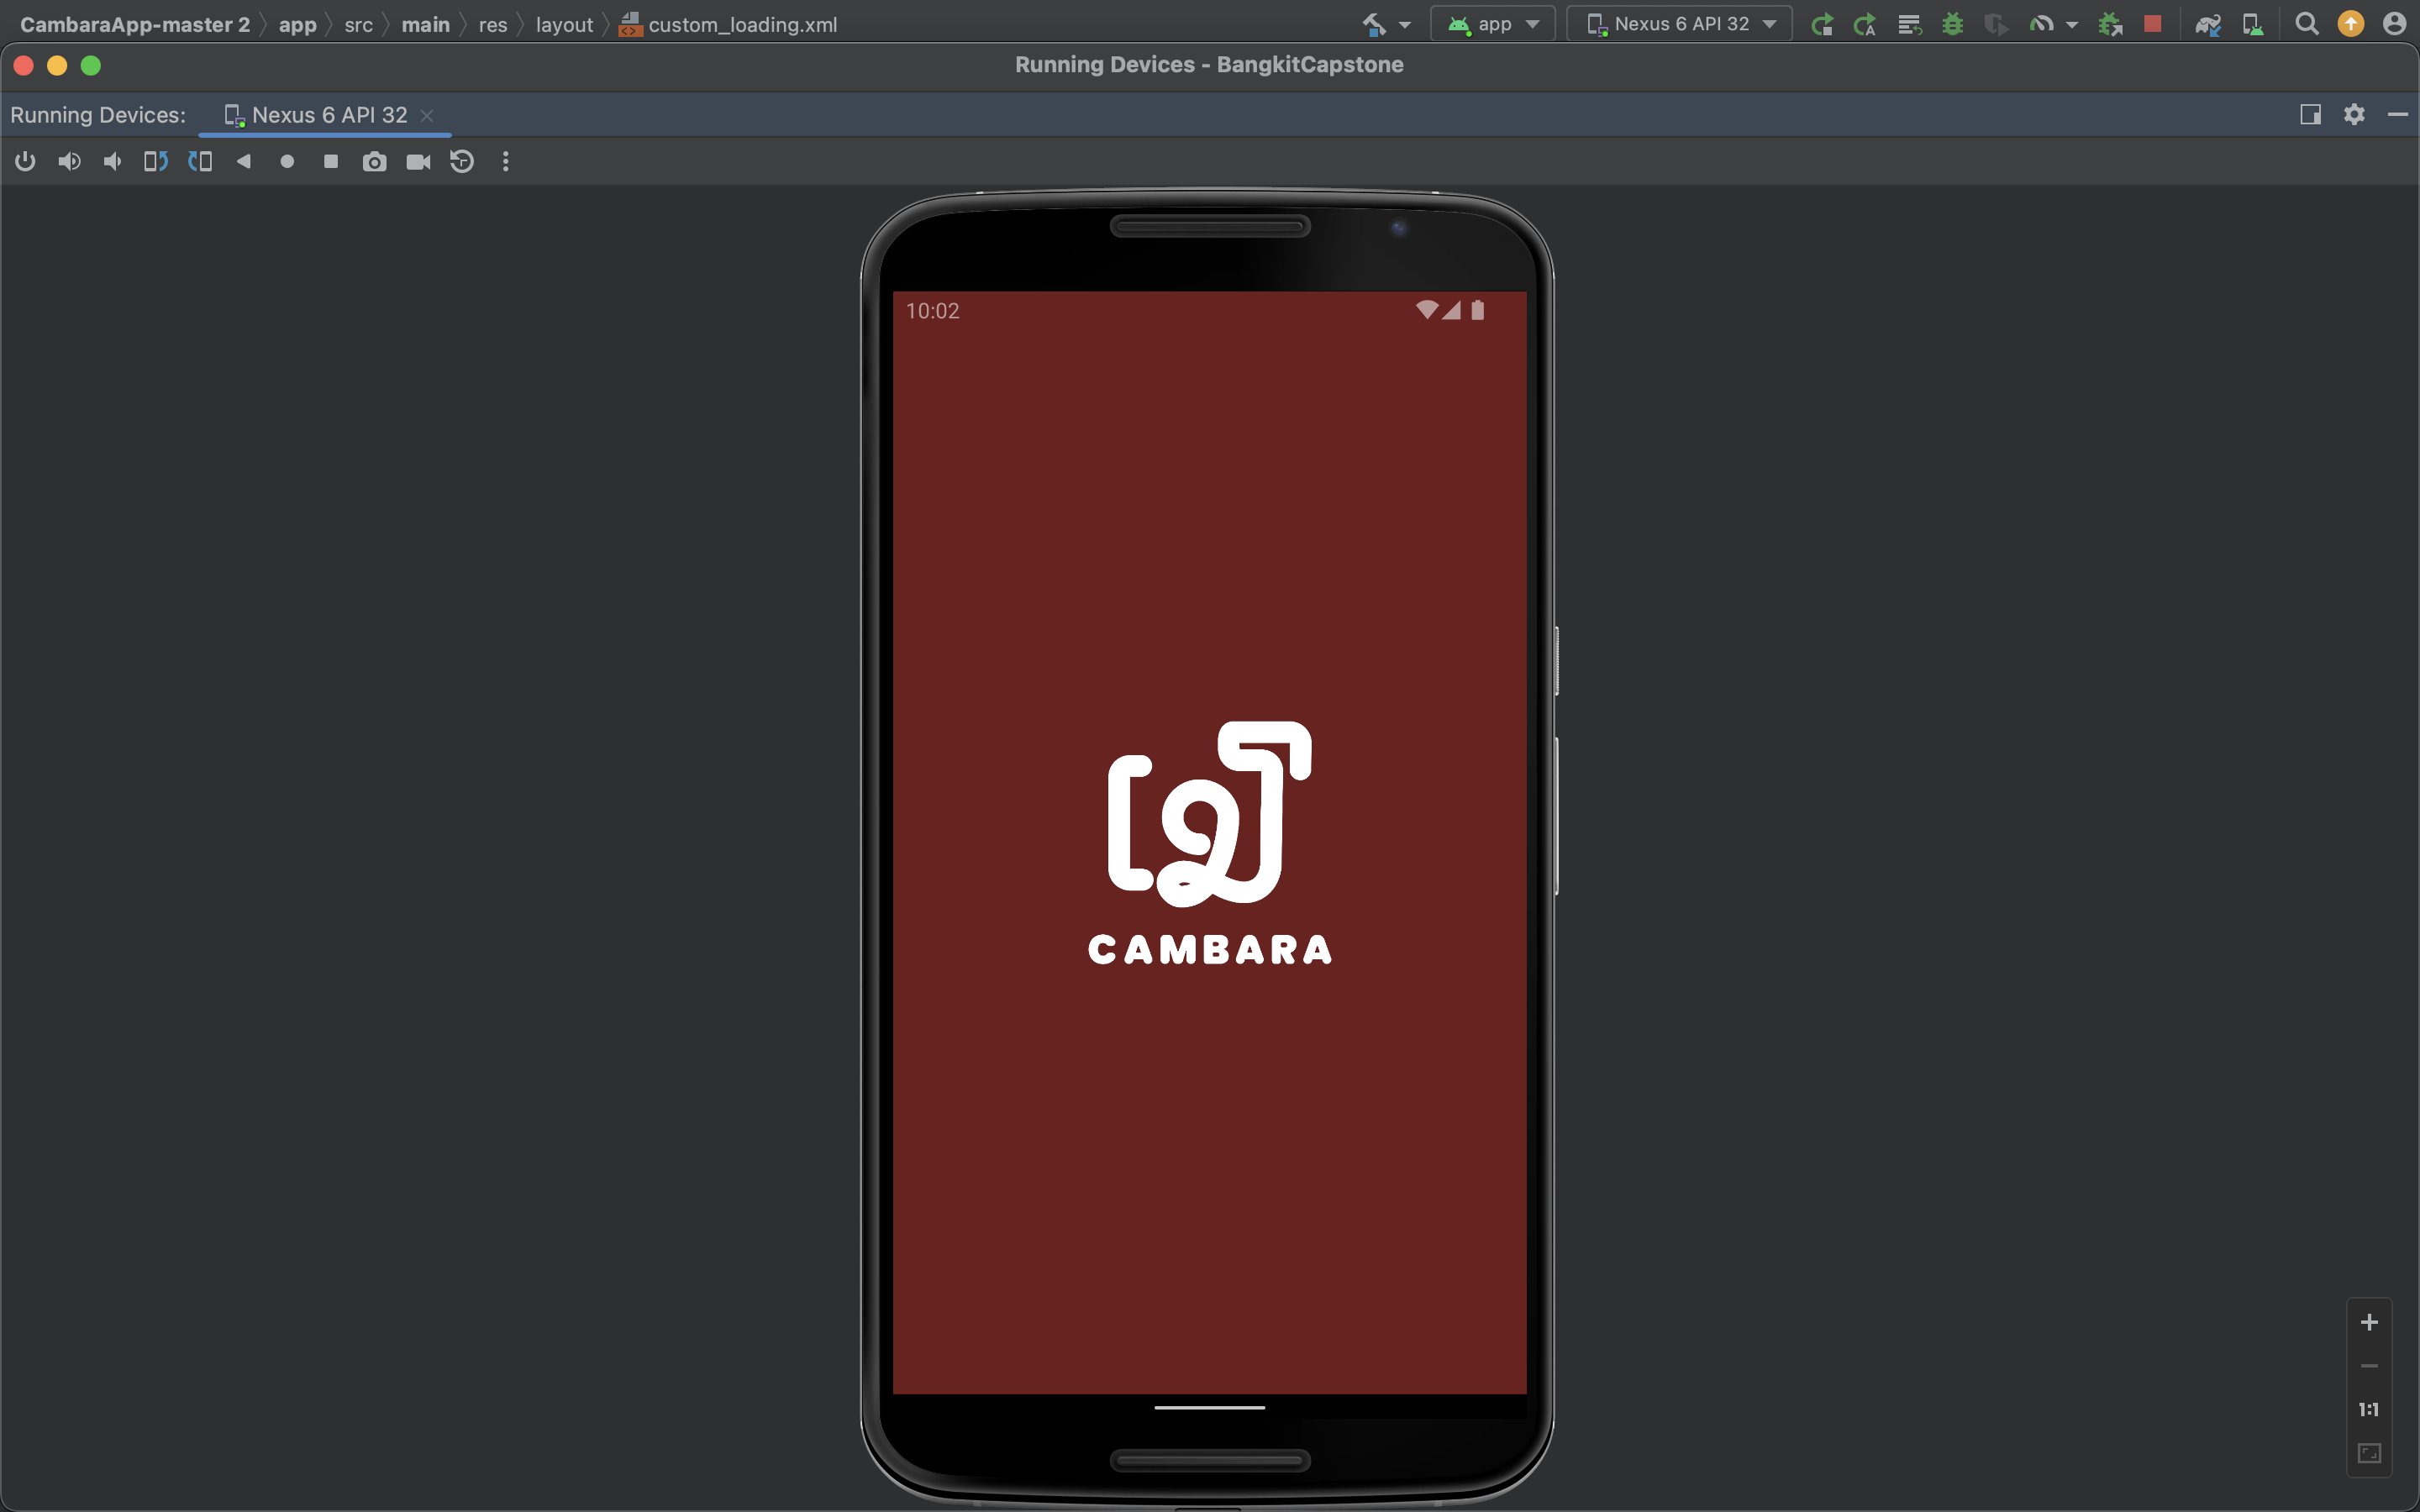 CambaraApp-master 2 app src main res layout custom_loading.xml app Nexus 6 API 32
Running Devices - BangkitCapstone
Running Devices: Nexus 6 API 32
10:02
CAMBARA
1:1